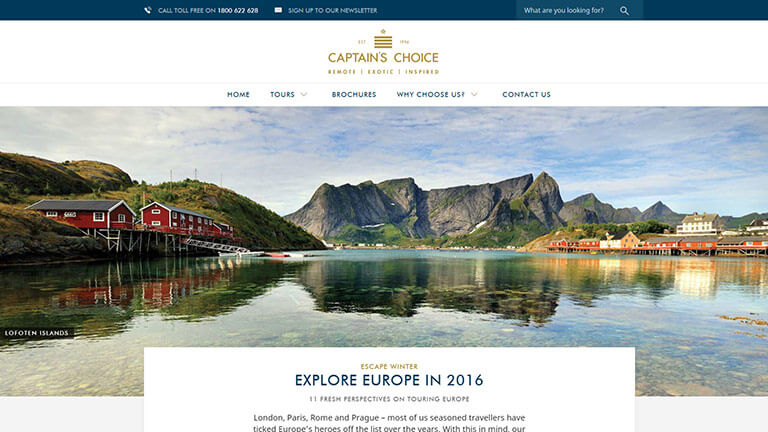 CALL TOLL FREE ON 1800 622 628
SIGN UP TO OUR NEWSLETTER
What are you looking for?
EST 1994
CAPTAIN'S CHOICE
REMOTE | EXOTIC | INSPIRED
HOME TOURS BROCHURES WHY CHOOSE US? CONTACT US
LOFOTEN ISLANDS
ESCAPE WINTER
EXPLORE EUROPE IN 2016
11 FRESH PERSPECTIVES ON TOURING EUROPE
London, Paris, Rome and Prague – most of us seasoned travellers have
ticked Europe's heroes off the list over the years. With this in mind, our